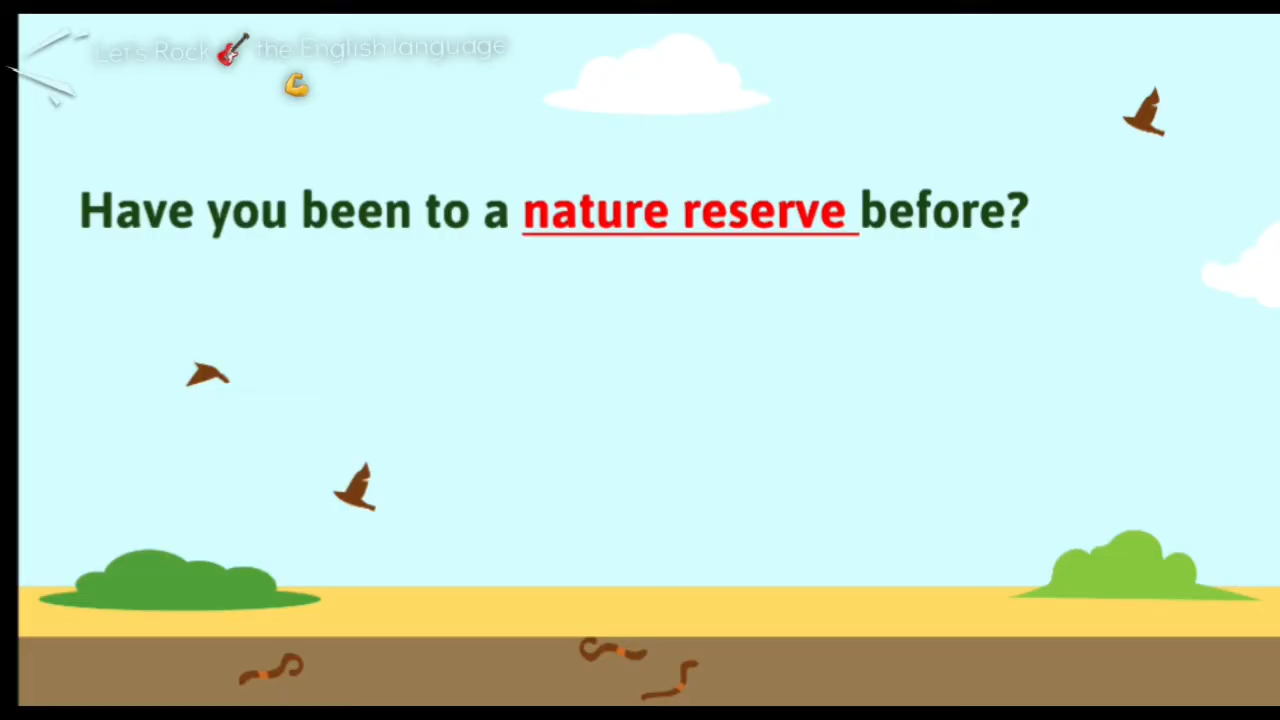 Let's Rock 🎸 the English language
💪
Have you been to a nature reserve before?